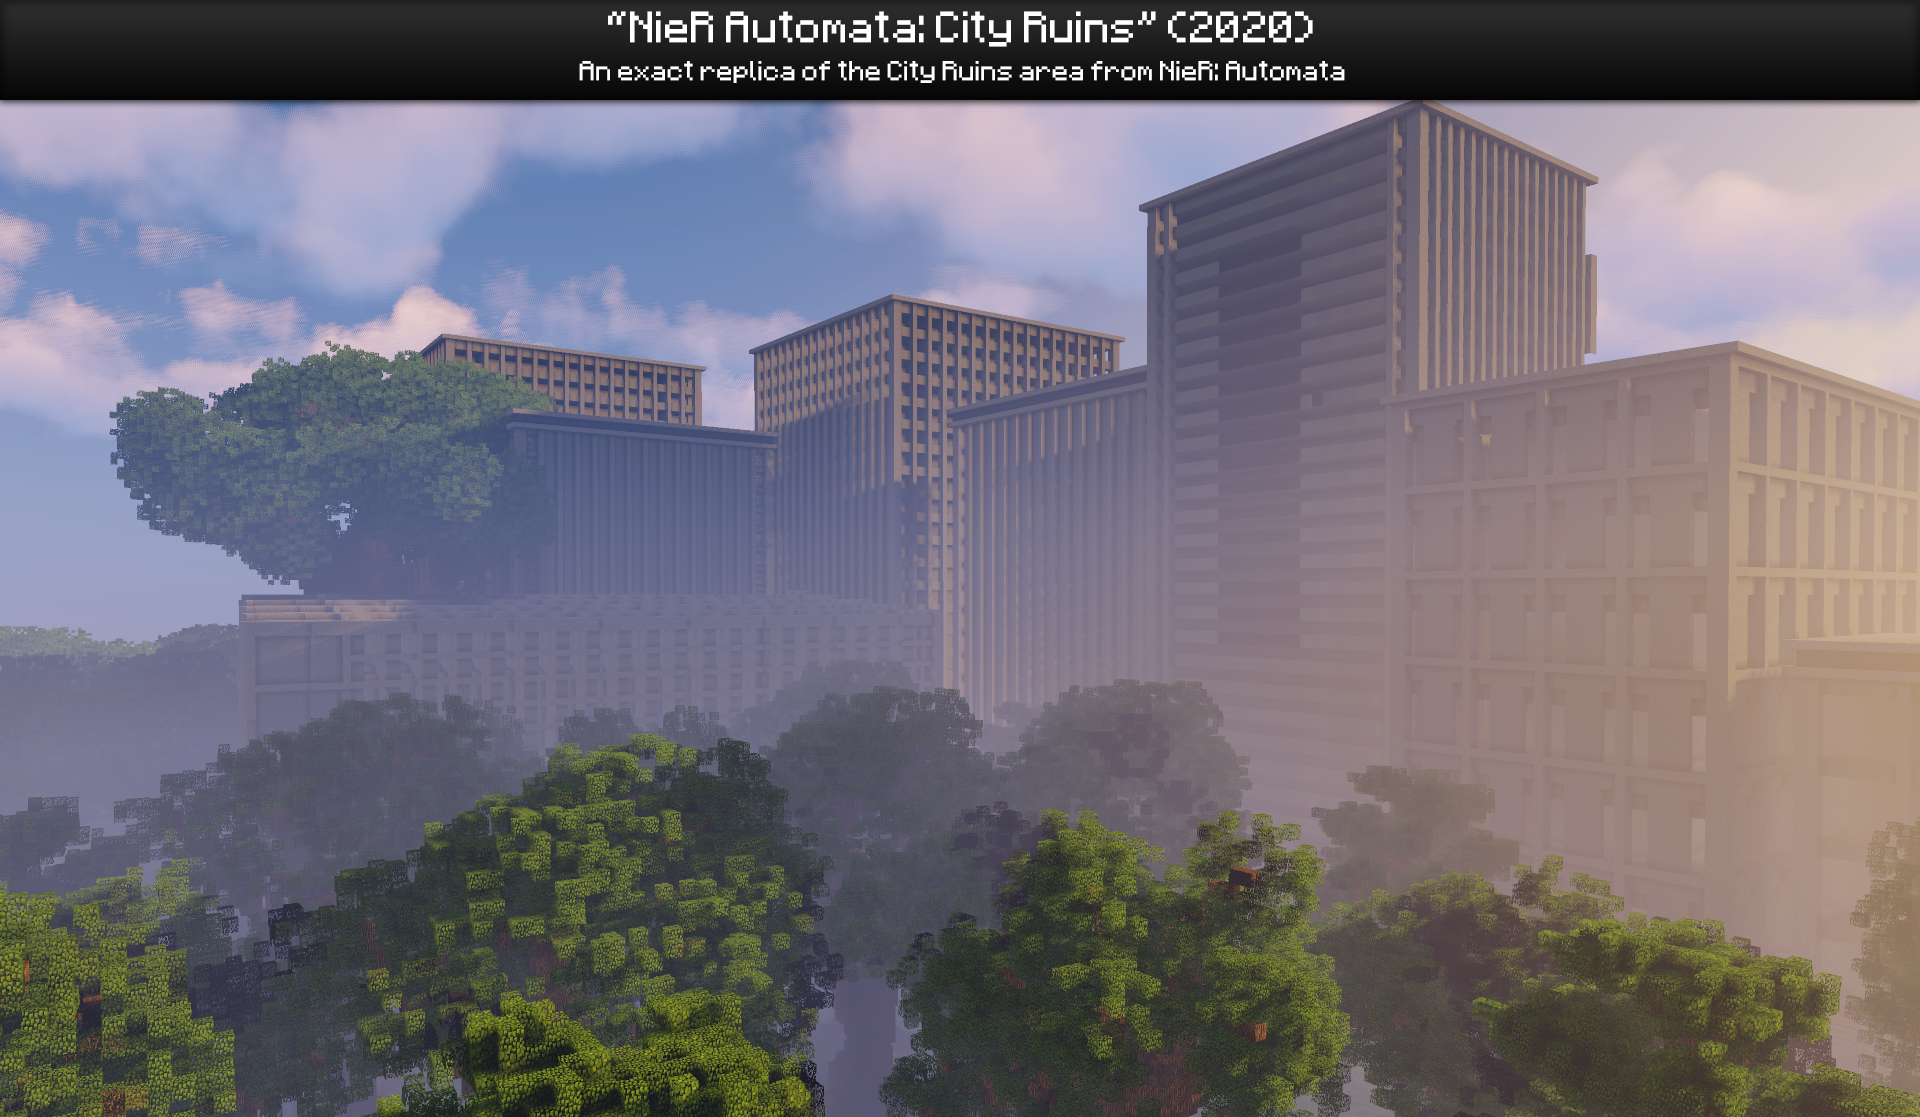 “NieR Automata: City Ruins” (2020)
An exact replica of the City Ruins area from NieR: Automata